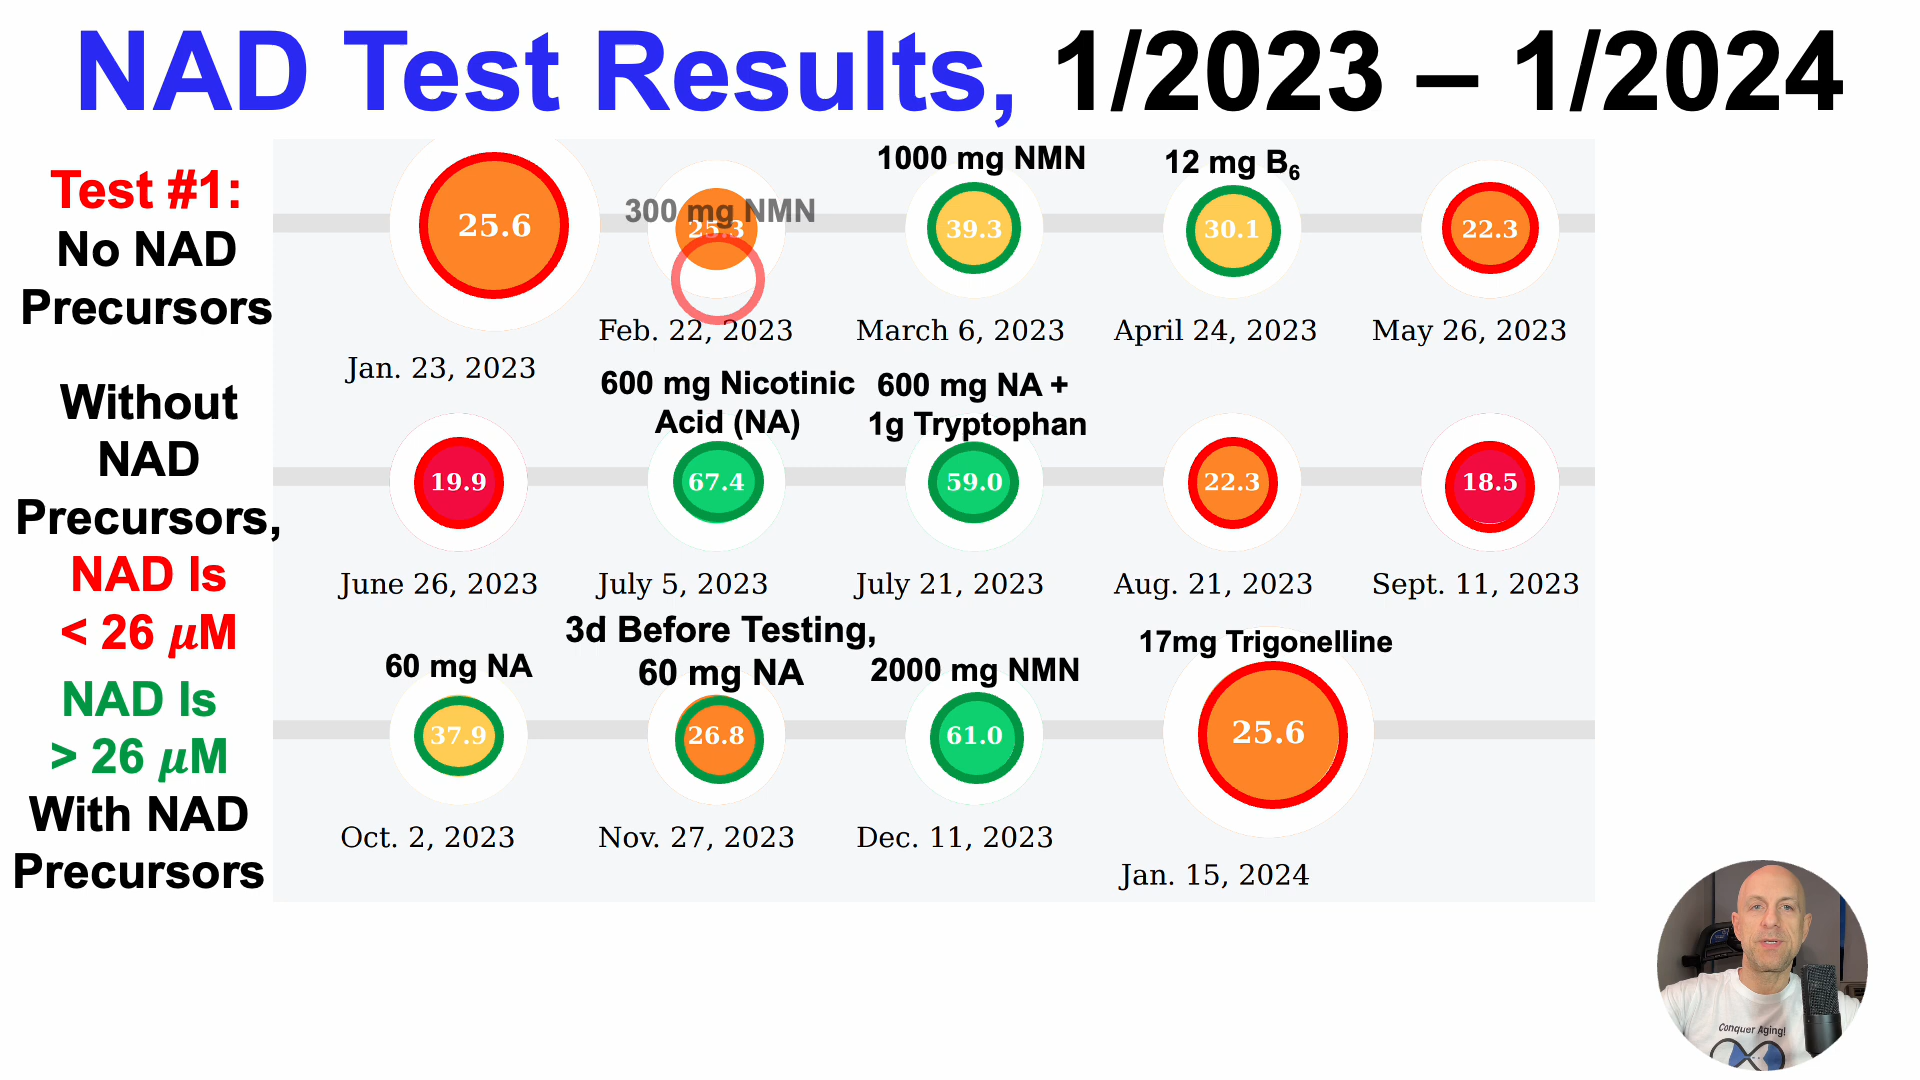 NAD Test Results, 1/2023 – 1/2024
Test #1:
No NAD
Precursors
Without
NAD
Precursors,
NAD Is
< 26 𝜇M
NAD Is
> 26 𝜇M
With NAD
Precursors
25.6
Jan. 23, 2023
300 mg NMN
25.3
Feb. 22, 2023
1000 mg NMN
39.3
March 6, 2023
12 mg B₆
30.1
April 24, 2023
22.3
May 26, 2023
19.9
June 26, 2023
600 mg Nicotinic
Acid (NA)
67.4
July 5, 2023
600 mg NA +
1g Tryptophan
59.0
July 21, 2023
22.3
Aug. 21, 2023
18.5
Sept. 11, 2023
60 mg NA
37.9
Oct. 2, 2023
3d Before Testing,
60 mg NA
26.8
Nov. 27, 2023
2000 mg NMN
61.0
Dec. 11, 2023
17mg Trigonelline
25.6
Jan. 15, 2024
Conquer Aging!